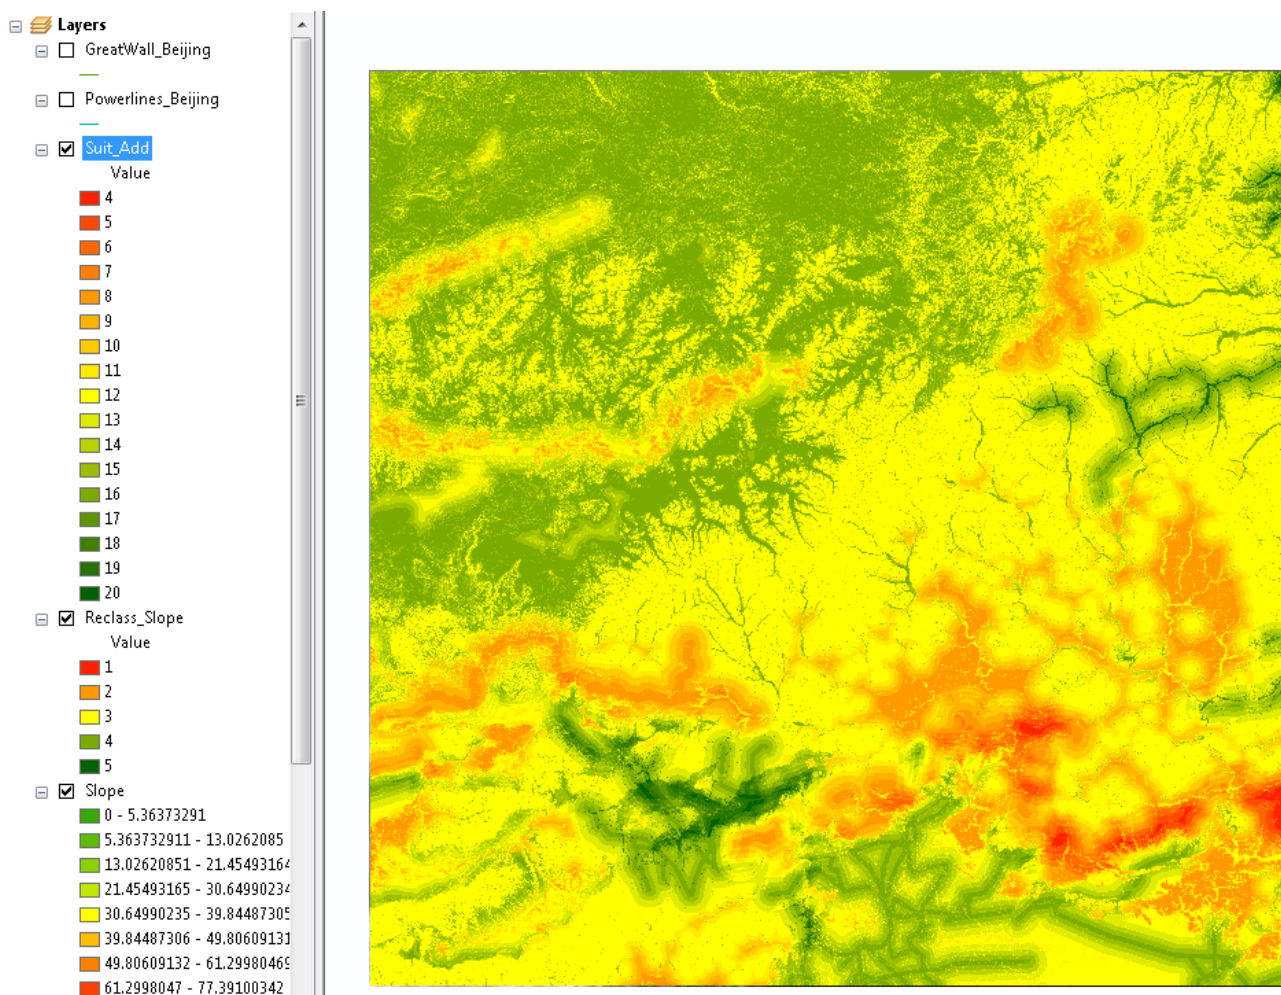 Layers
GreatWall_Beijing
Powerlines_Beijing
Suit_Add
Value
4
5
6
7
8
9
10
11
12
13
14
15
16
17
18
19
20
Reclass_Slope
Value
1
2
3
4
5
Slope
0 - 5.36373291
5.363732911 - 13.0262085
13.02620851 - 21.45493164
21.45493165 - 30.64990234
30.64990235 - 39.84487305
39.84487306 - 49.80609131
49.80609132 - 61.29980469
61.2998047 - 77.39100342